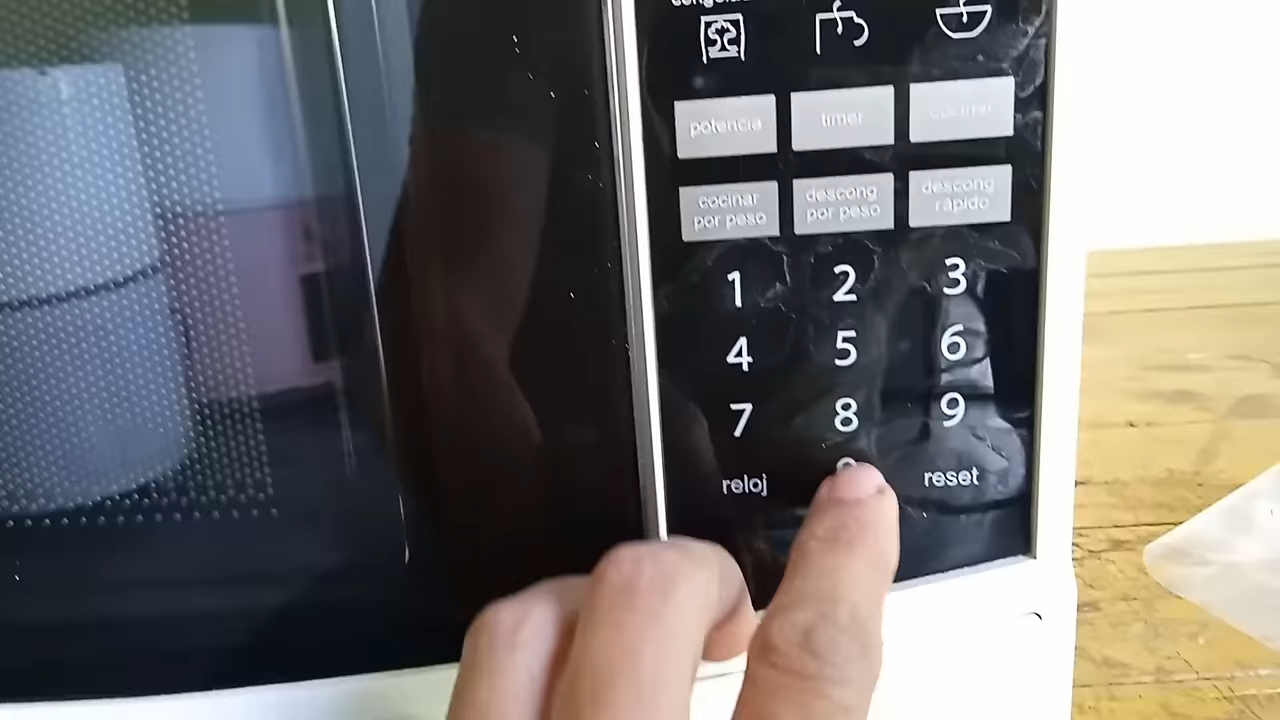 potencia timer cocinar
cocinar por peso descong por peso descong rápido
1 2 3
4 5 6
7 8 9
reloj reset